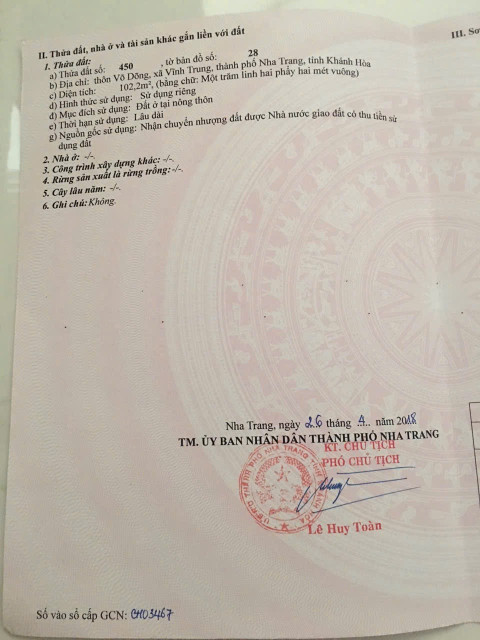 II. Thửa đất, nhà ở và tài sản khác gắn liền với đất
III. Sơ
1. Thửa đất:
a) Thửa đất số: 450 , tờ bản đồ số: 28
b) Địa chỉ: thôn Võ Dõng, xã Vĩnh Trung, thành phố Nha Trang, tỉnh Khánh Hòa
c) Diện tích: 102,2m², (bằng chữ: Một trăm linh hai phẩy hai mét vuông)
d) Hình thức sử dụng: Sử dụng riêng
đ) Mục đích sử dụng: Đất ở tại nông thôn
e) Thời hạn sử dụng: Lâu dài
g) Nguồn gốc sử dụng: Nhận chuyển nhượng đất được Nhà nước giao đất có thu tiền sử
dụng đất
2. Nhà ở: -/-.
3. Công trình xây dựng khác: -/-.
4. Rừng sản xuất là rừng trồng: -/-.
5. Cây lâu năm: -/-.
6. Ghi chú: Không.
Nha Trang, ngày 26 tháng 4.. năm 2018
TM. ỦY BAN NHÂN DÂN THÀNH PHỐ NHA TRANG
KT. CHỦ TỊCH
PHÓ CHỦ TỊCH
Lê Huy Toàn
Số vào sổ cấp GCN: CH03467